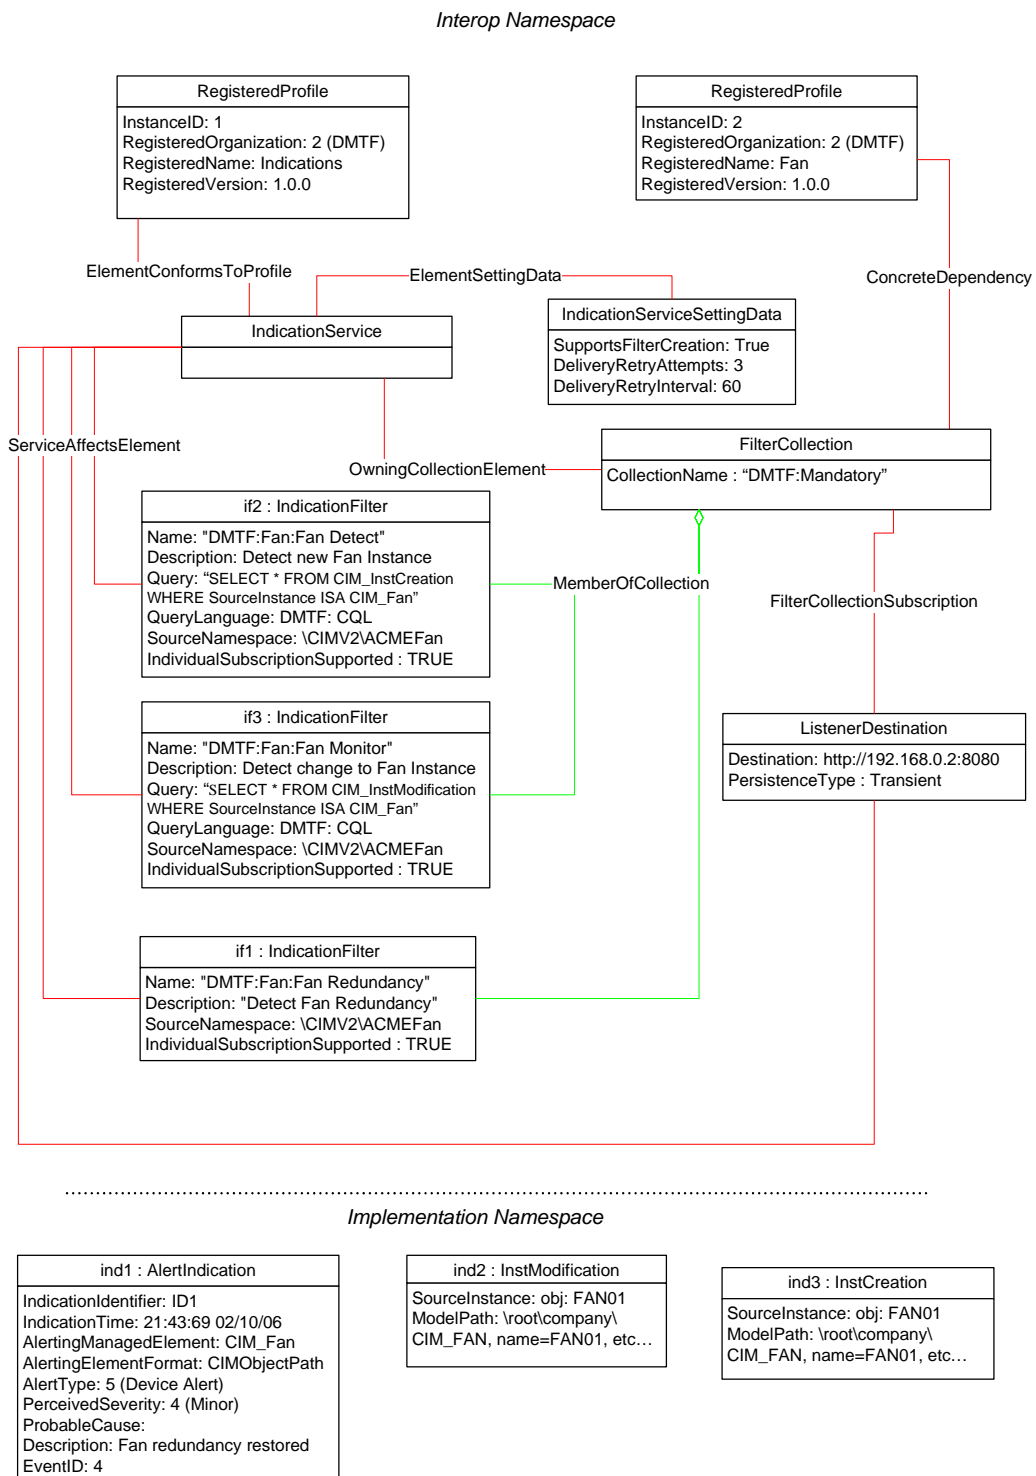 Interop Namespace
RegisteredProfile
InstanceID: 1
RegisteredOrganization: 2 (DMTF)
RegisteredName: Indications
RegisteredVersion: 1.0.0
RegisteredProfile
InstanceID: 2
RegisteredOrganization: 2 (DMTF)
RegisteredName: Fan
RegisteredVersion: 1.0.0
ElementConformsToProfile
ElementSettingData
ConcreteDependency
IndicationService
IndicationServiceSettingData
SupportsFilterCreation: True
DeliveryRetryAttempts: 3
DeliveryRetryInterval: 60
ServiceAffectsElement
OwningCollectionElement
FilterCollection
CollectionName : “DMTF:Mandatory”
if2 : IndicationFilter
Name: "DMTF:Fan:Fan Detect"
Description: Detect new Fan Instance
Query: “SELECT * FROM CIM_InstCreation
WHERE SourceInstance ISA CIM_Fan”
QueryLanguage: DMTF: CQL
SourceNamespace: \CIMV2\ACMEFan
IndividualSubscriptionSupported : TRUE
MemberOfCollection
FilterCollectionSubscription
if3 : IndicationFilter
Name: "DMTF:Fan:Fan Monitor"
Description: Detect change to Fan Instance
Query: “SELECT * FROM CIM_InstModification
WHERE SourceInstance ISA CIM_Fan”
QueryLanguage: DMTF: CQL
SourceNamespace: \CIMV2\ACMEFan
IndividualSubscriptionSupported : TRUE
ListenerDestination
Destination: http://192.168.0.2:8080
PersistenceType : Transient
if1 : IndicationFilter
Name: "DMTF:Fan:Fan Redundancy"
Description: "Detect Fan Redundancy"
SourceNamespace: \CIMV2\ACMEFan
IndividualSubscriptionSupported : TRUE
Implementation Namespace
ind1 : AlertIndication
IndicationIdentifier: ID1
IndicationTime: 21:43:69 02/10/06
AlertingManagedElement: CIM_Fan
AlertingElementFormat: CIMObjectPath
AlertType: 5 (Device Alert)
PerceivedSeverity: 4 (Minor)
ProbableCause:
Description: Fan redundancy restored
EventID: 4
ind2 : InstModification
SourceInstance: obj: FAN01
ModelPath: \root\company\
CIM_FAN, name=FAN01, etc…
ind3 : InstCreation
SourceInstance: obj: FAN01
ModelPath: \root\company\
CIM_FAN, name=FAN01, etc…